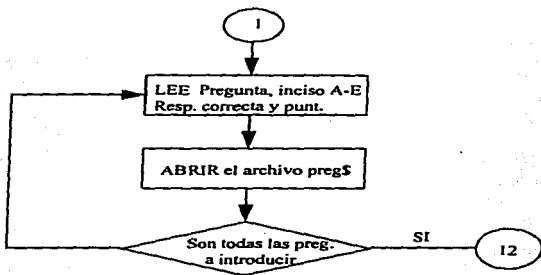 1
LEE Pregunta, inciso A-E
Resp. correcta y punt.
ABRIR el archivo preg$
Son todas las preg.
a introducir
SI
12